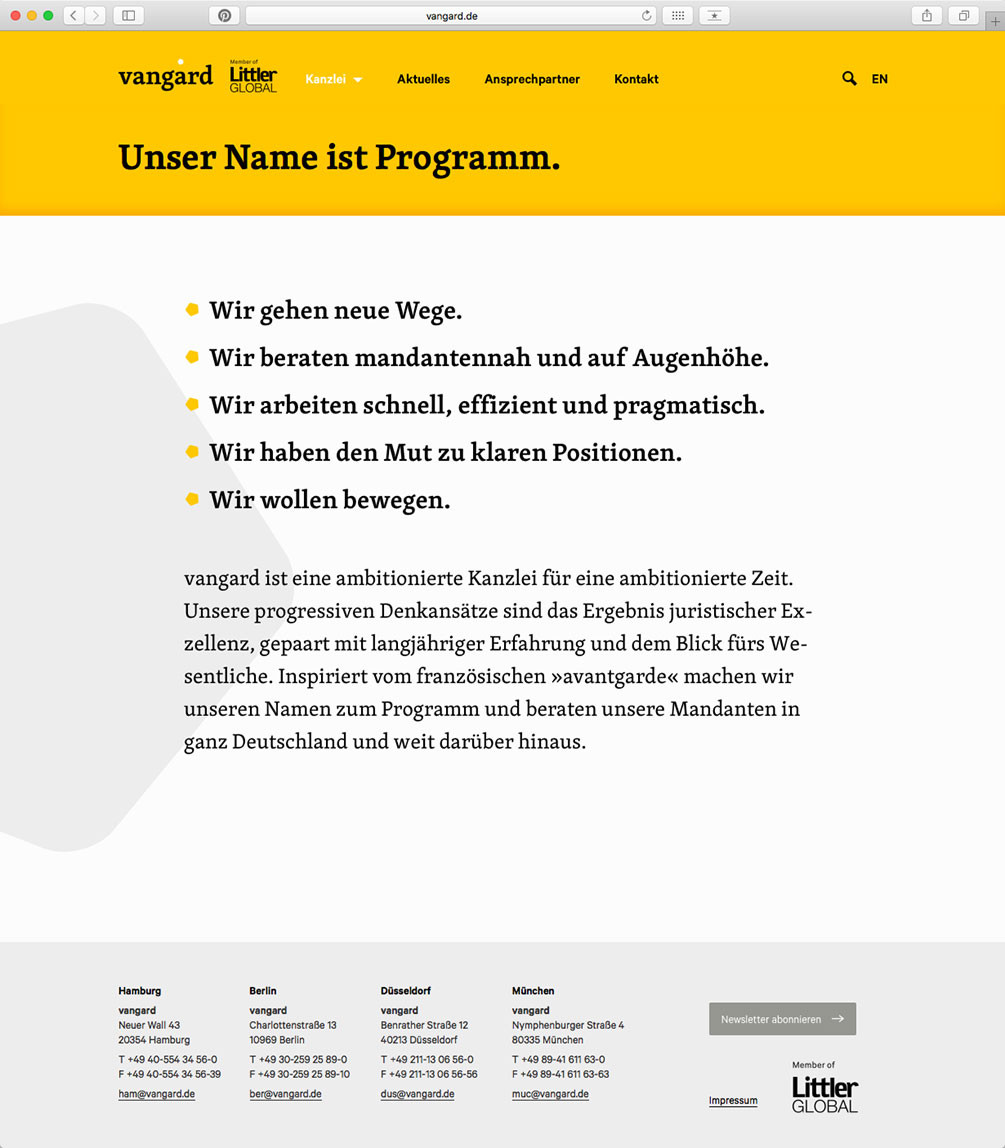 vangard.de
vangard
Member of
Littler
GLOBAL
Kanzlei
Aktuelles
Ansprechpartner
Kontakt
EN
Unser Name ist Programm.
Wir gehen neue Wege.
Wir beraten mandantennah und auf Augenhöhe.
Wir arbeiten schnell, effizient und pragmatisch.
Wir haben den Mut zu klaren Positionen.
Wir wollen bewegen.
vangard ist eine ambitionierte Kanzlei für eine ambitionierte Zeit.
Unsere progressiven Denkansätze sind das Ergebnis juristischer Ex-
zellenz, gepaart mit langjähriger Erfahrung und dem Blick fürs We-
sentliche. Inspiriert vom französischen »avantgarde« machen wir
unseren Namen zum Programm und beraten unsere Mandanten in
ganz Deutschland und weit darüber hinaus.
Hamburg
vangard
Neuer Wall 43
20354 Hamburg
T +49 40-554 34 56-0
F +49 40-554 34 56-39
ham@vangard.de
Berlin
vangard
Charlottenstraße 13
10969 Berlin
T +49 30-259 25 89-0
F +49 30-259 25 89-10
ber@vangard.de
Düsseldorf
vangard
Benrather Straße 12
40213 Düsseldorf
T +49 211-13 06 56-0
F +49 211-13 06 56-56
dus@vangard.de
München
vangard
Nymphenburger Straße 4
80335 München
T +49 89-41 611 63-0
F +49 89-41 611 63-63
muc@vangard.de
Newsletter abonnieren
Impressum
Member of
Littler
GLOBAL